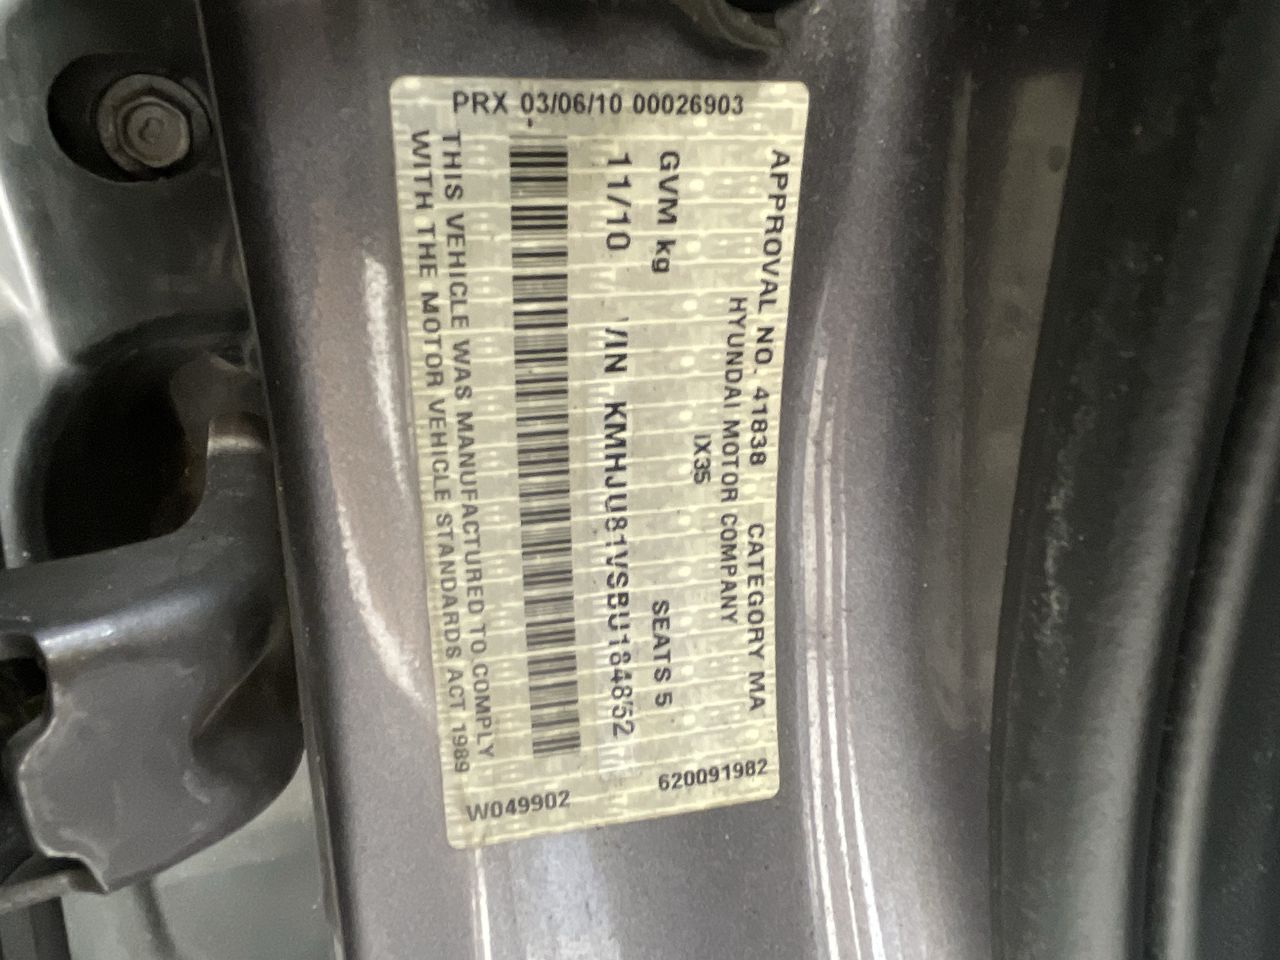 PRX 03/06/10 00026903
APPROVAL NO. 41838 CATEGORY MA
HYUNDAI MOTOR COMPANY
IX35
GVM kg SEATS 5
11/10 VIN KMHJU81VSBU184852
THIS VEHICLE WAS MANUFACTURED TO COMPLY
WITH THE MOTOR VEHICLE STANDARDS ACT 1989
620091982
W049902